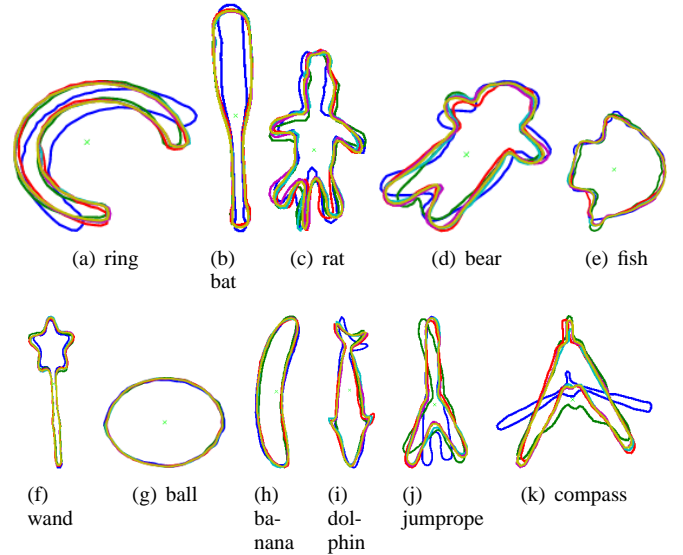 (a) ring
(b)
bat
(c) rat
(d) bear
(e) fish
(f)
wand
(g) ball
(h)
ba-
nana
(i)
dol-
phin
(j)
jumprope
(k) compass